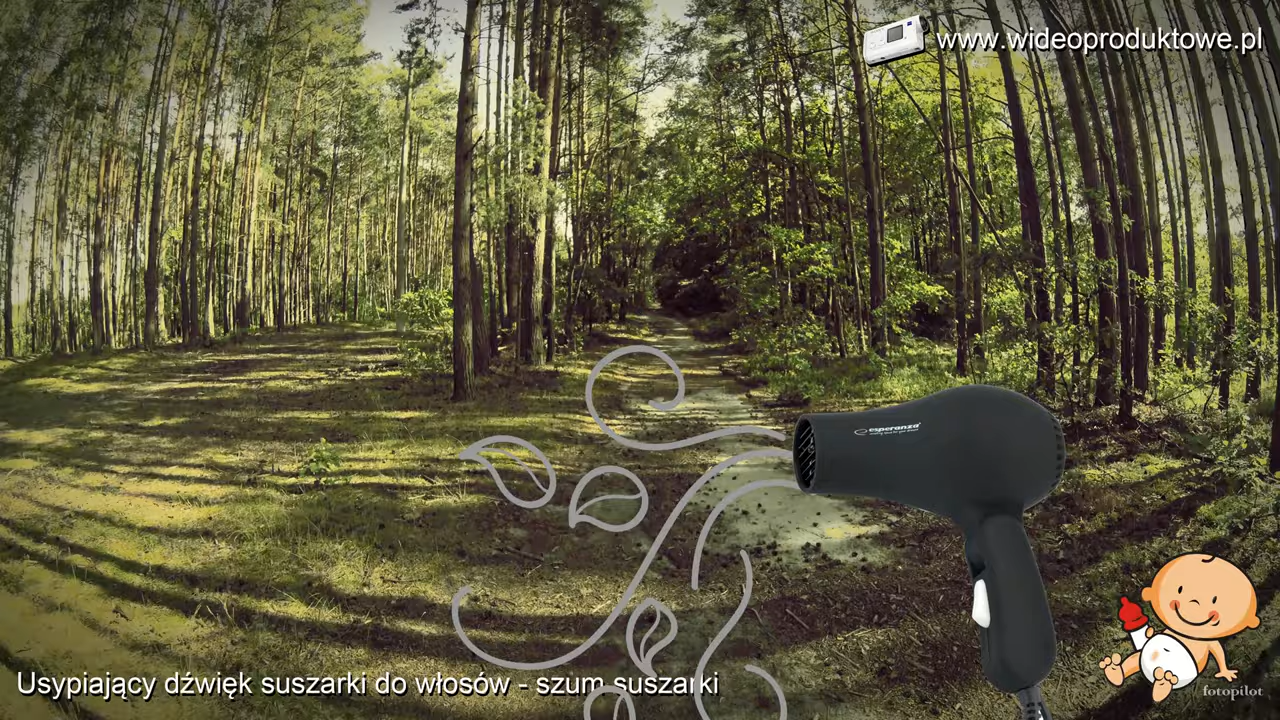 www.wideoproduktowe.pl
esperanza
Usypiający dźwięk suszarki do włosów - szum suszarki
fotopilot